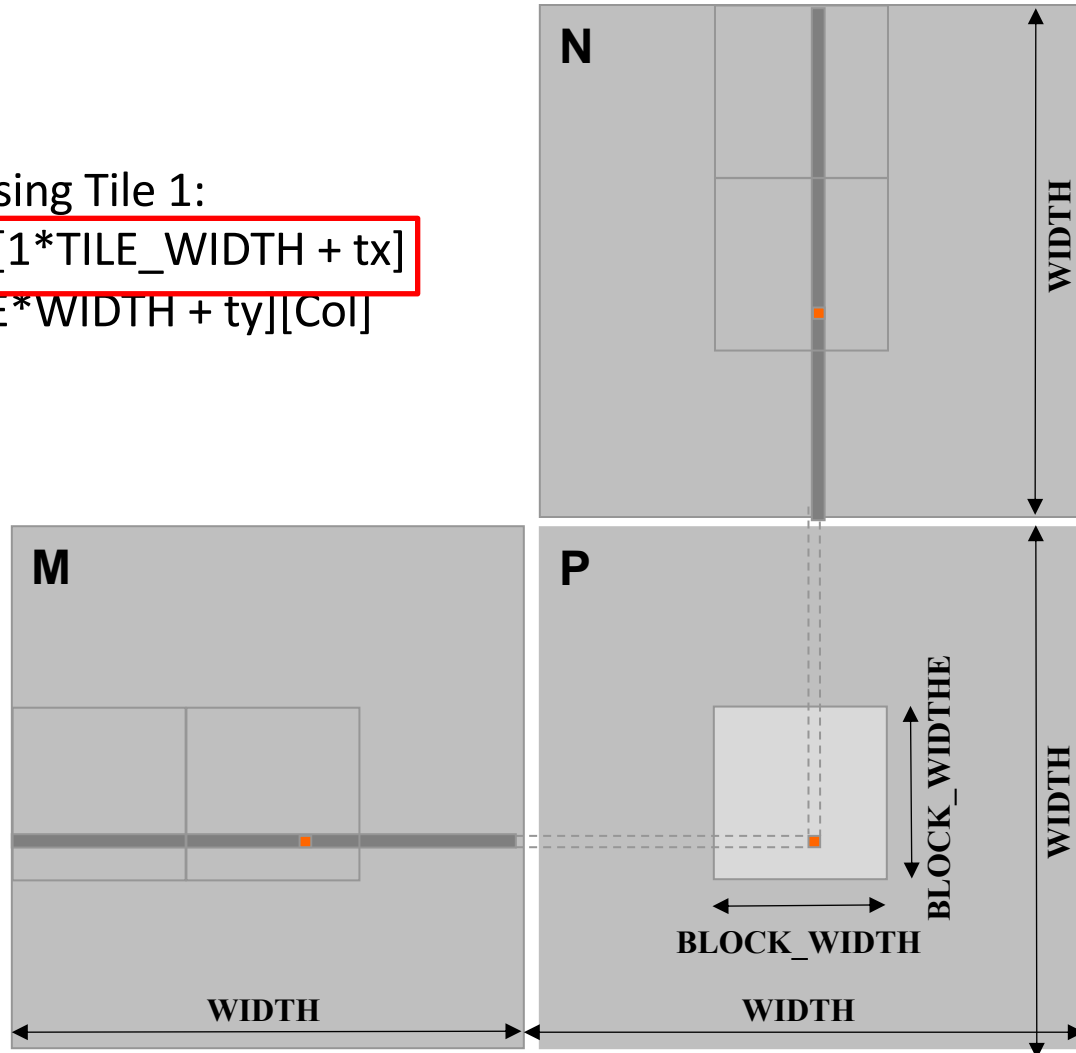 N
sing Tile 1:
[1*TILE_WIDTH + tx]
E*WIDTH + ty][Col]
WIDTH
M
P
BLOCK_WIDTHE
WIDTH
BLOCK_WIDTH
WIDTH
WIDTH